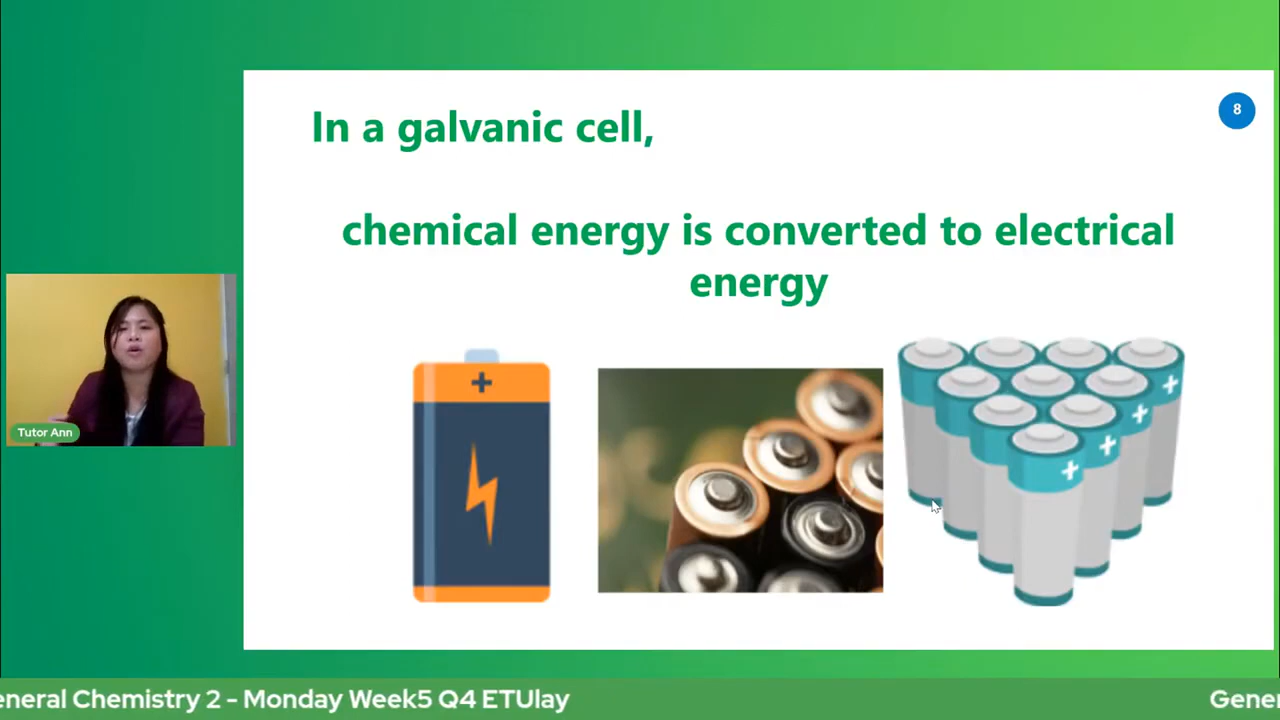 In a galvanic cell,
8
chemical energy is converted to electrical
energy
+
+
+
+
+
Tutor Ann
eneral Chemistry 2 - Monday Week5 Q4 ETUlay
Gener